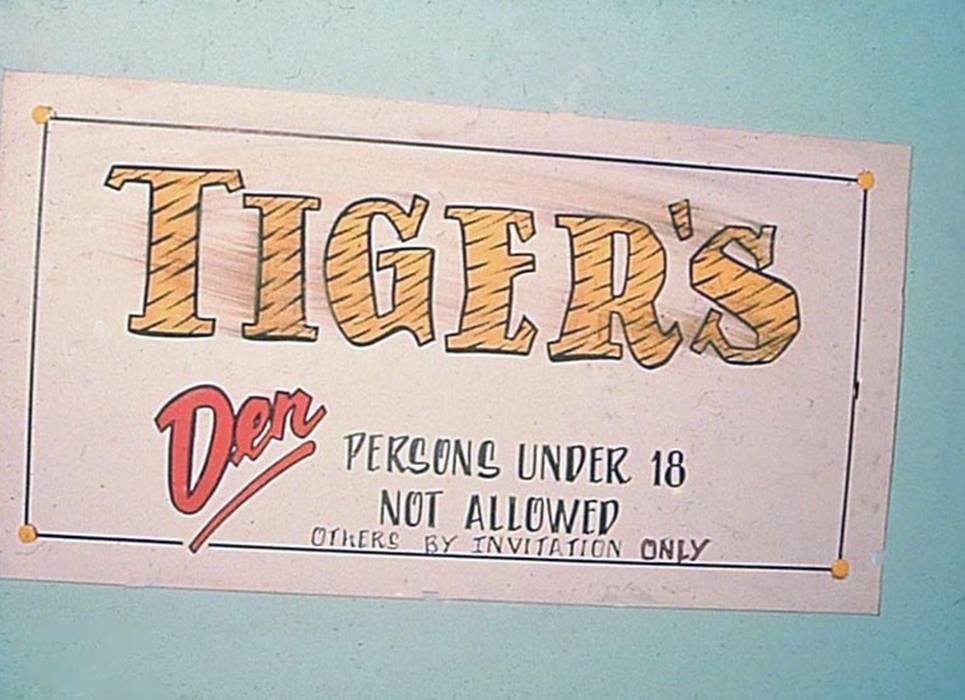 TIGER'S
Den
PERSONS UNDER 18
NOT ALLOWED
OTHERS BY INVITATION ONLY